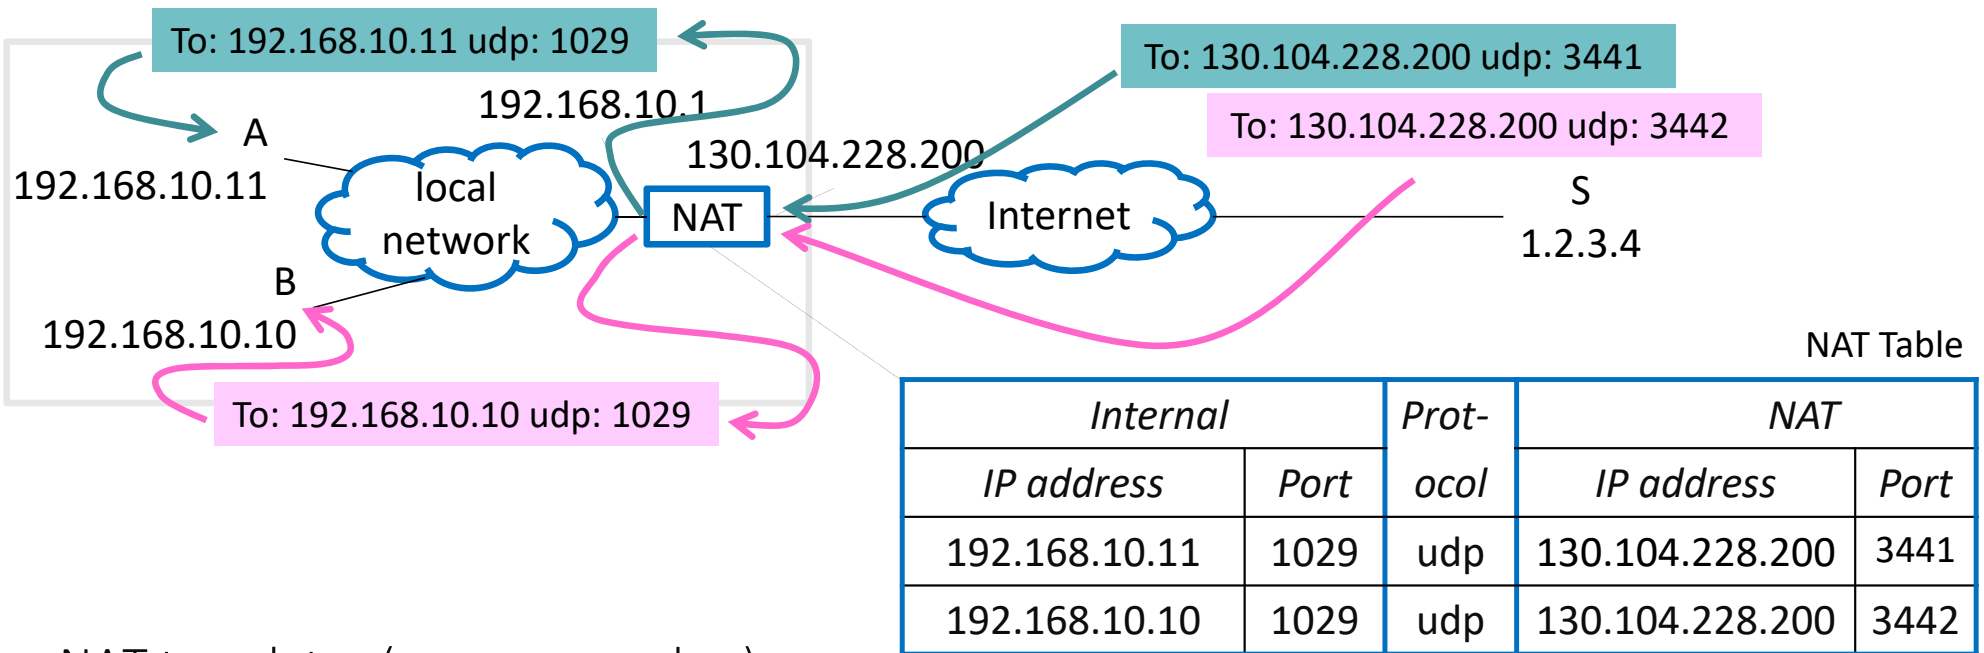 To: 192.168.10.11 udp: 1029
To: 130.104.228.200 udp: 3441
192.168.10.1
To: 130.104.228.200 udp: 3442
A
130.104.228.200
192.168.10.11
local
network
NAT
Internet
S
1.2.3.4
B
192.168.10.10
NAT Table
To: 192.168.10.10 udp: 1029
Internal Prot- NAT
IP address Port ocol IP address Port
192.168.10.11 1029 udp 130.104.228.200 3441
192.168.10.10 1029 udp 130.104.228.200 3442
NAT